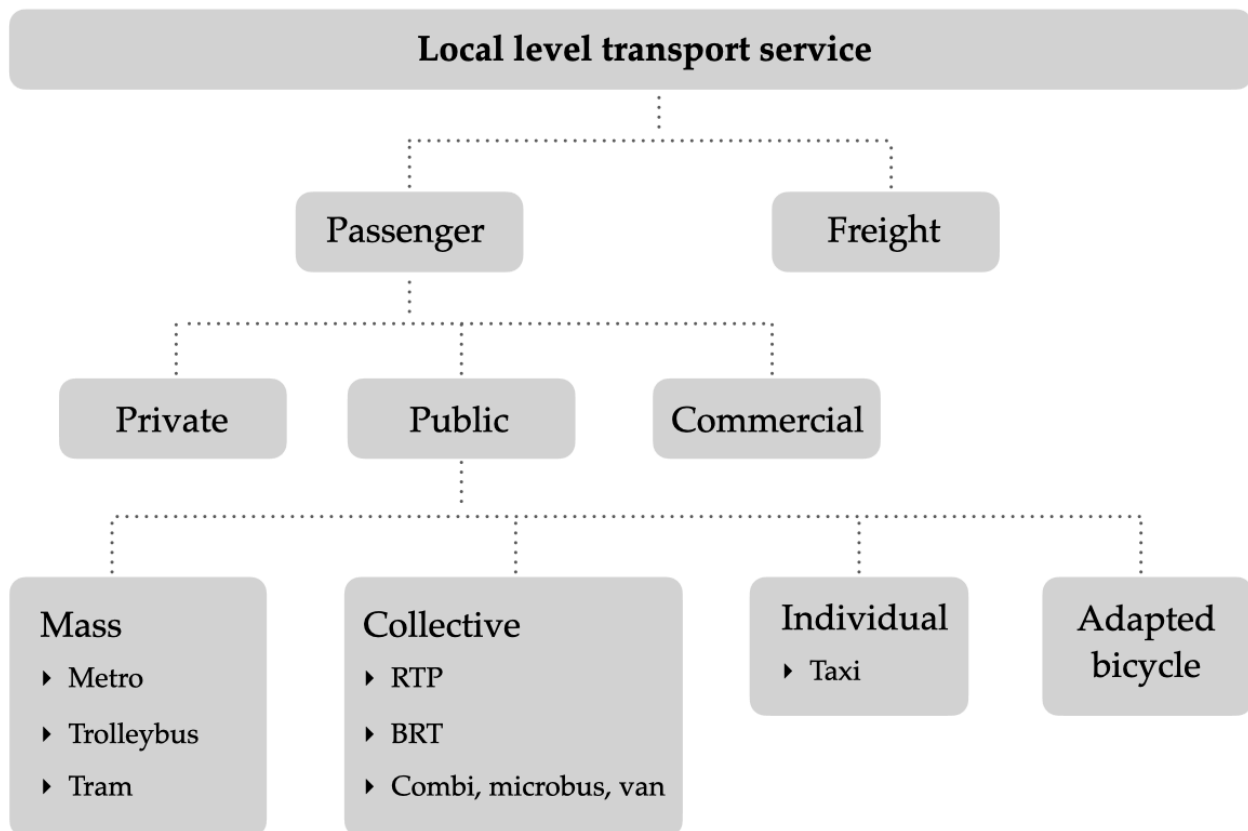 Local level transport service
Passenger
Freight
Private
Public
Commercial
Mass
‣ Metro
‣ Trolleybus
‣ Tram
Collective
‣ RTP
‣ BRT
‣ Combi, microbus, van
Individual
‣ Taxi
Adapted
bicycle